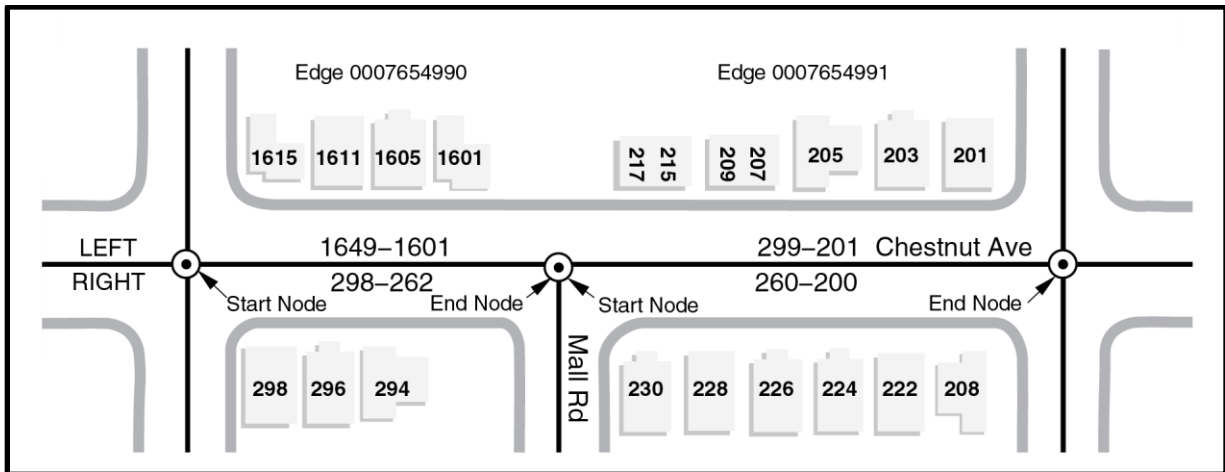 Edge 0007654990
Edge 0007654991
1615 1611 1605 1601
217 215 209 207 205 203 201
LEFT 1649–1601 299–201 Chestnut Ave
RIGHT 298–262 260–200
Start Node End Node Start Node End Node
Mall Rd
298 296 294
230 228 226 224 222 208